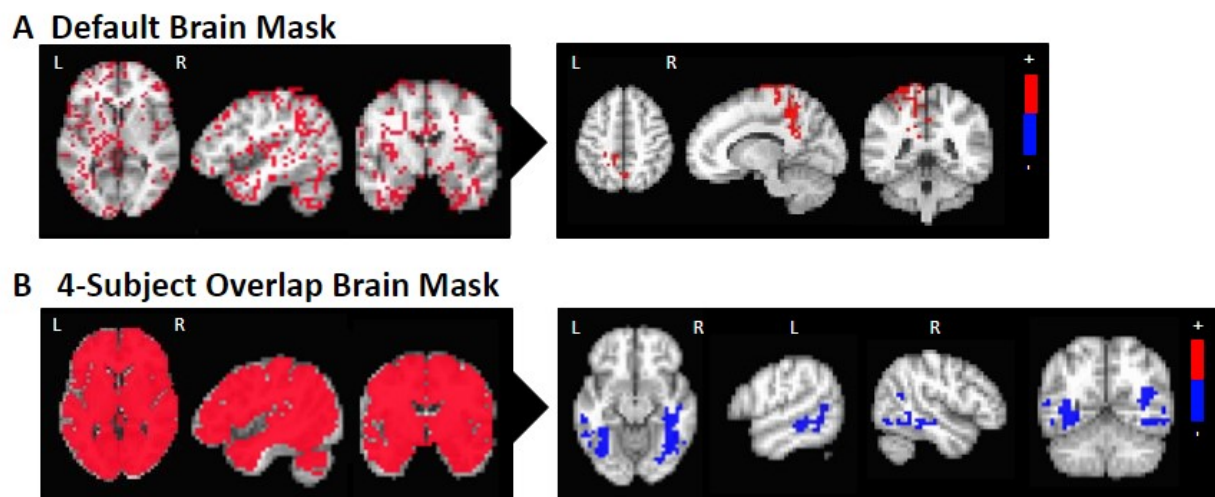 A Default Brain Mask
L R
L R
+
-
B 4-Subject Overlap Brain Mask
L R
L R L R
+
-